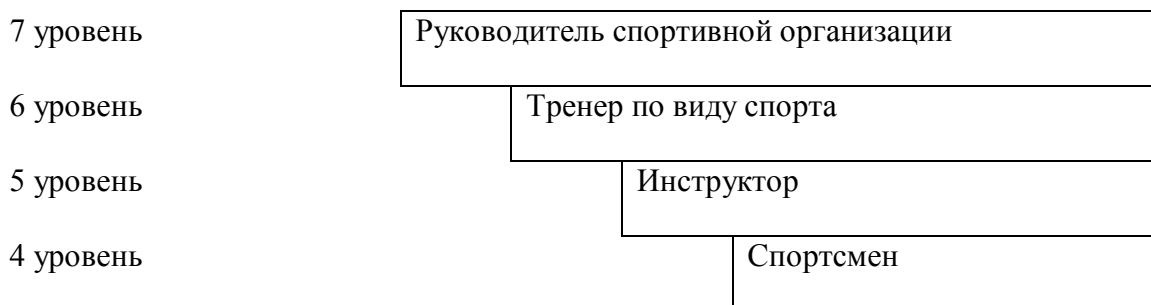 7 уровень Руководитель спортивной организации
6 уровень Тренер по виду спорта
5 уровень Инструктор
4 уровень Спортсмен